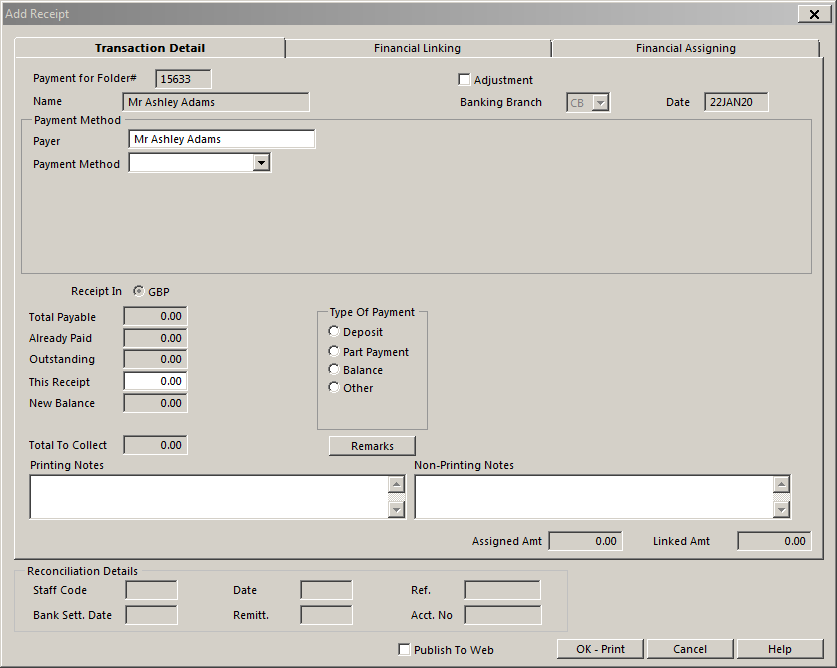 Add Receipt
Transaction Detail Financial Linking Financial Assigning
Payment for Folder# 15633 Adjustment
Name Mr Ashley Adams Banking Branch CB Date 22JAN20
Payment Method
Payer Mr Ashley Adams
Payment Method
Receipt In GBP
Total Payable 0.00
Already Paid 0.00
Outstanding 0.00
This Receipt 0.00
New Balance 0.00
Total To Collect 0.00
Type Of Payment
Deposit
Part Payment
Balance
Other
Remarks
Printing Notes Non-Printing Notes
Assigned Amt 0.00 Linked Amt 0.00
Reconciliation Details
Staff Code Date Ref.
Bank Sett. Date Remitt. Acct. No
Publish To Web OK - Print Cancel Help